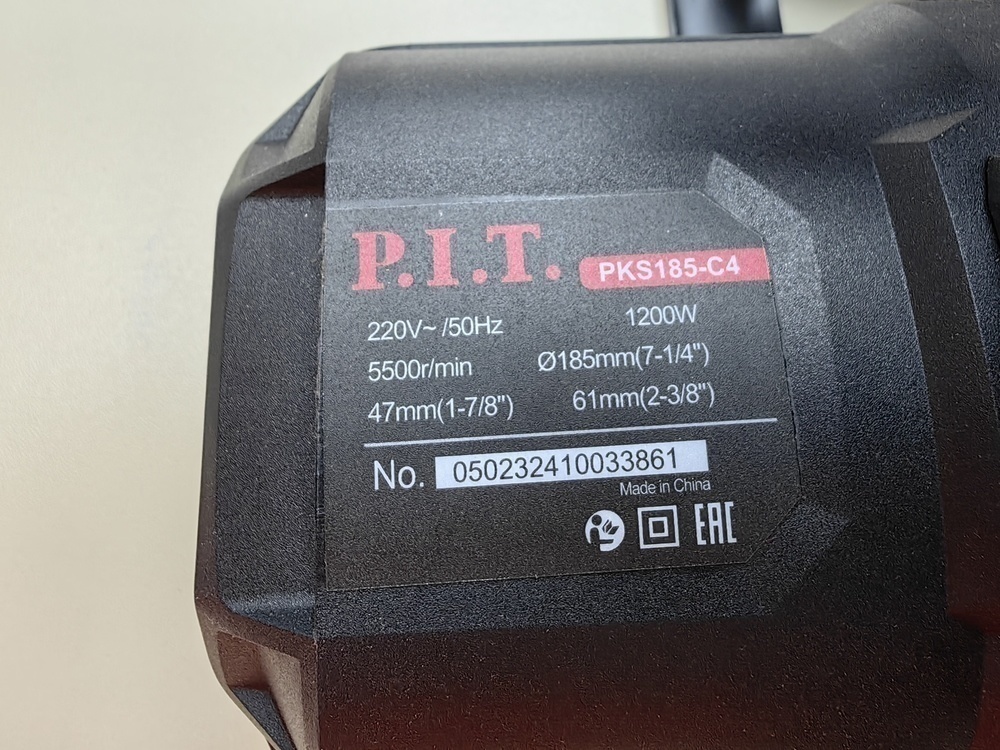 P.I.T. PKS185-C4
220V~ /50Hz 1200W
5500r/min Ø185mm(7-1/4")
47mm(1-7/8") 61mm(2-3/8")
No. 050232410033861
Made in China
EAC